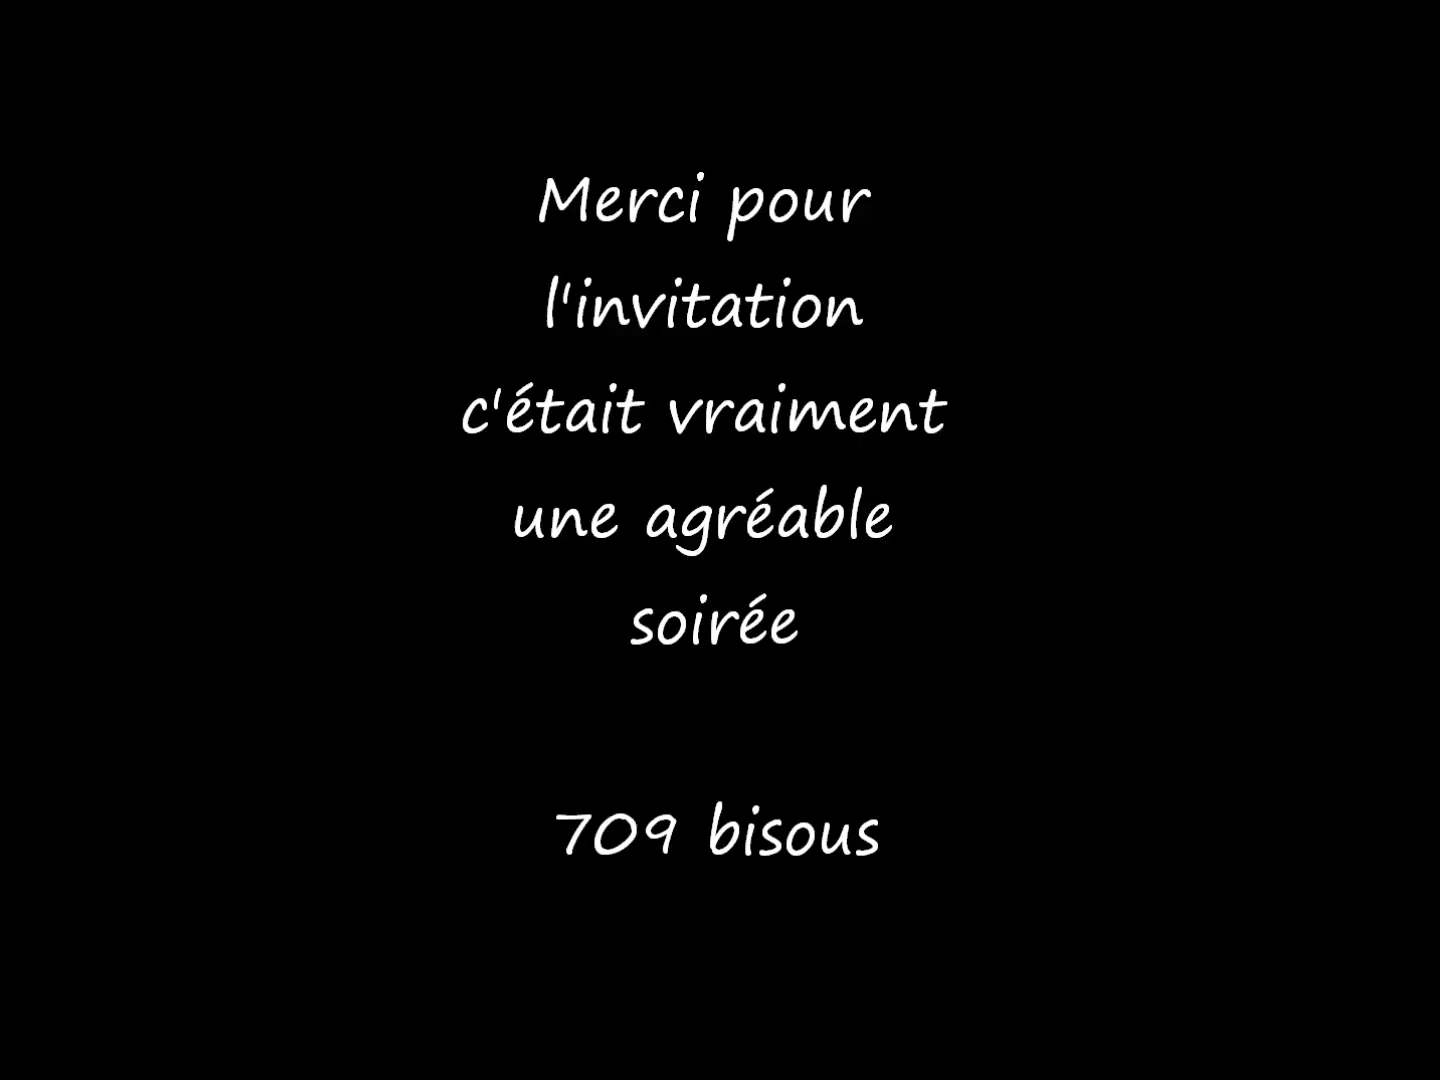 Merci pour
l'invitation
c'était vraiment
une agréable
soirée
709 bisous